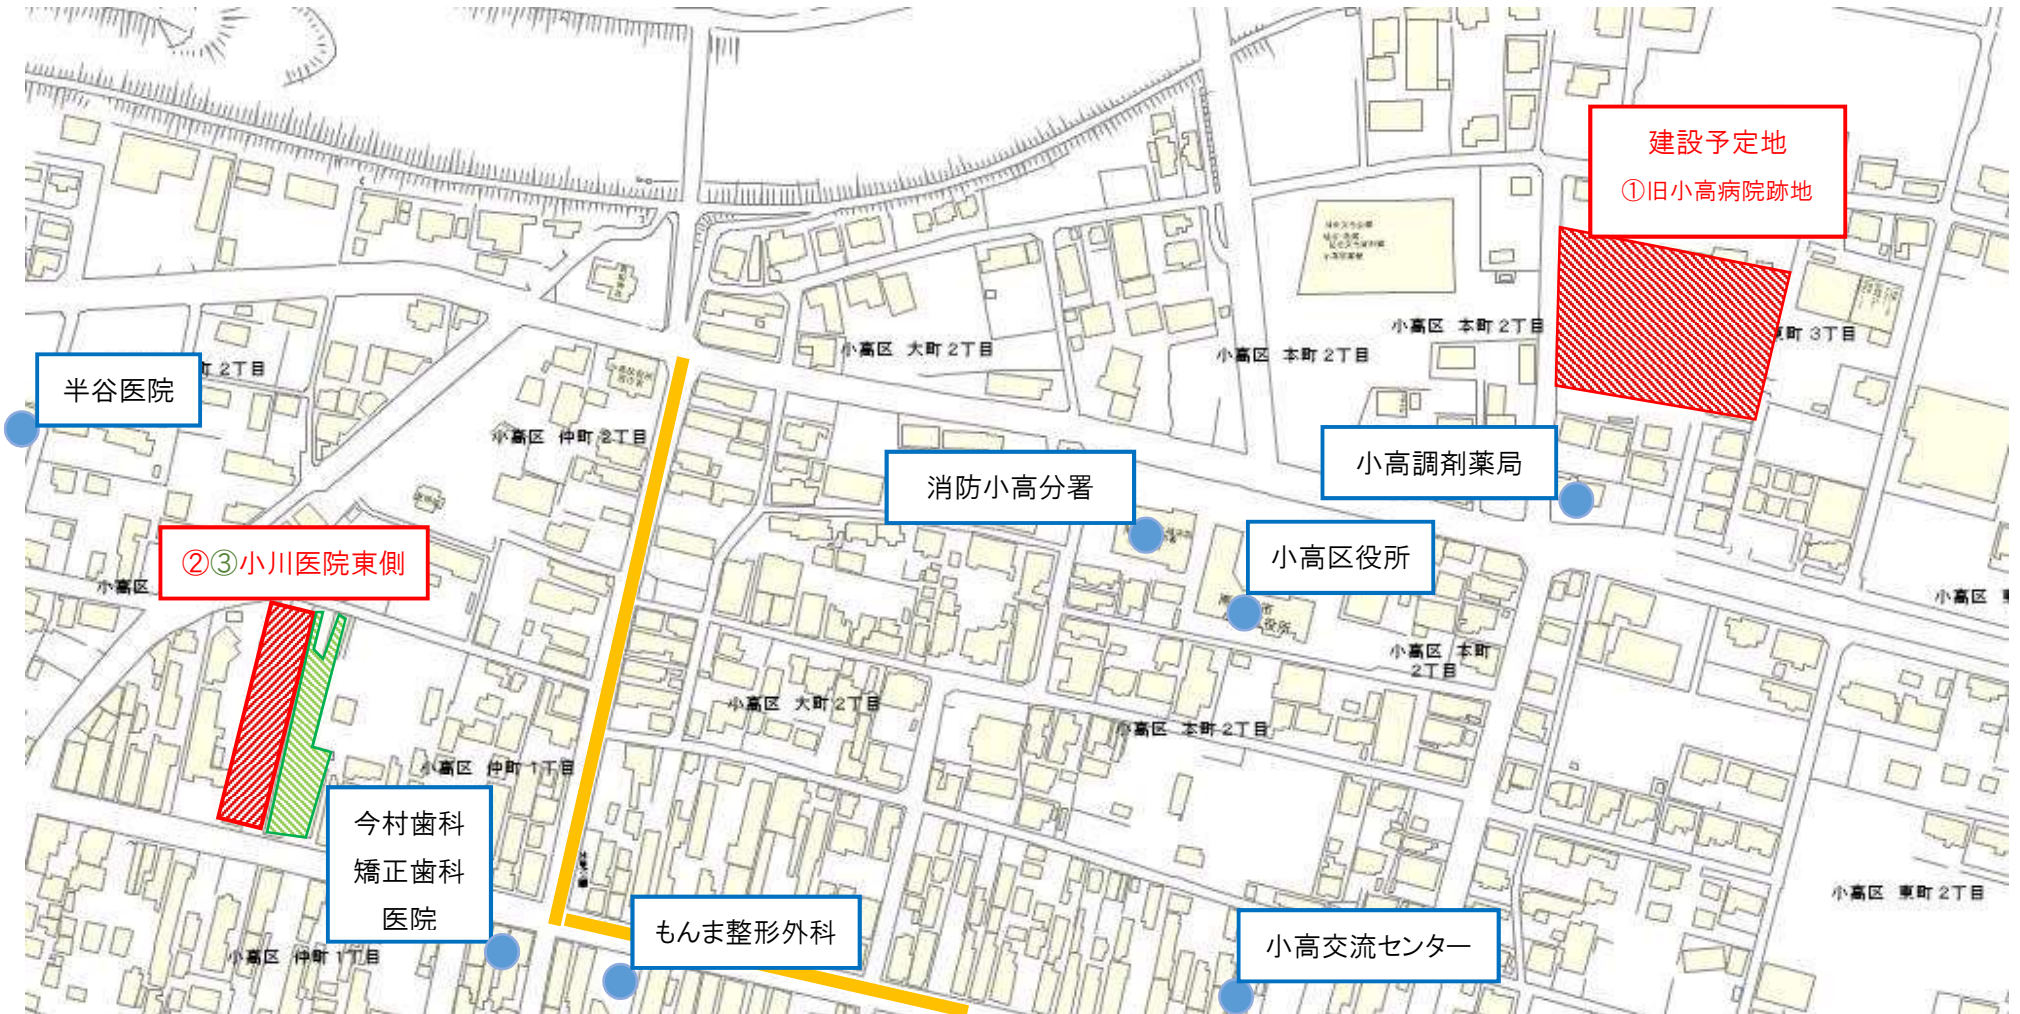 建設予定地
①旧小高病院跡地
小高区 本町2丁目
小高区 大町2丁目
小高区 本町2丁目
町 3丁目
半谷医院
町 2丁目
小高区 仲町 2丁目
消防小高分署
小高調剤薬局
小高区役所
②③小川医院東側
小高区
小高区
役所
小高区 本町
2丁目
小高区 大町 2丁目
小高区 本町 2丁目
小高区 仲町 1丁目
今村歯科
矯正歯科
医院
もんま整形外科
小高交流センター
小高区 東町 2丁目
小高区 仲町 1丁目